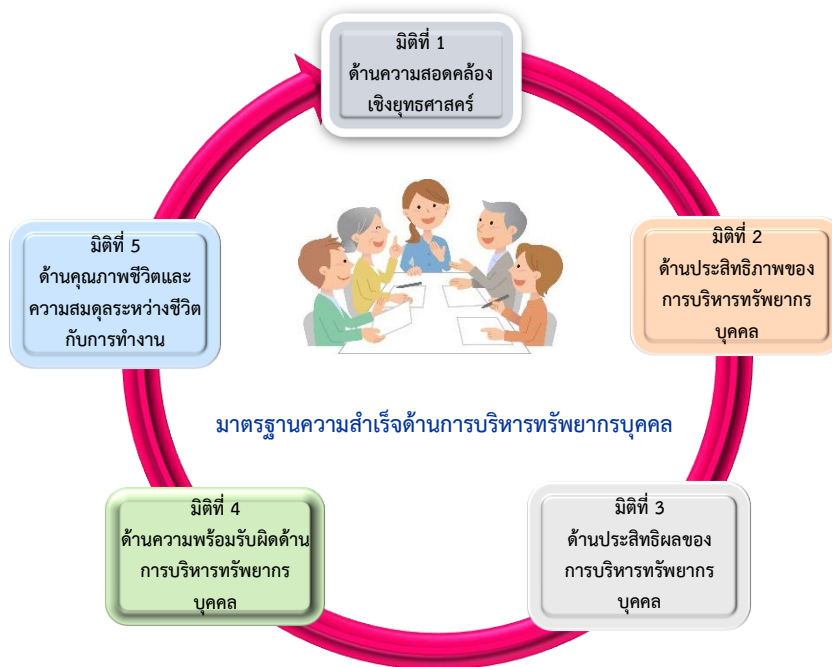 มิติที่ 1
ด้านความสอดคล้อง
เชิงยุทธศาสตร์
มิติที่ 2
ด้านประสิทธิภาพของ
การบริหารทรัพยากร
บุคคล
มิติที่ 5
ด้านคุณภาพชีวิตและ
ความสมดุลระหว่างชีวิต
กับการทำงาน
มาตรฐานความสำเร็จด้านการบริหารทรัพยากรบุคคล
มิติที่ 4
ด้านความพร้อมรับผิดด้าน
การบริหารทรัพยากร
บุคคล
มิติที่ 3
ด้านประสิทธิผลของ
การบริหารทรัพยากร
บุคคล